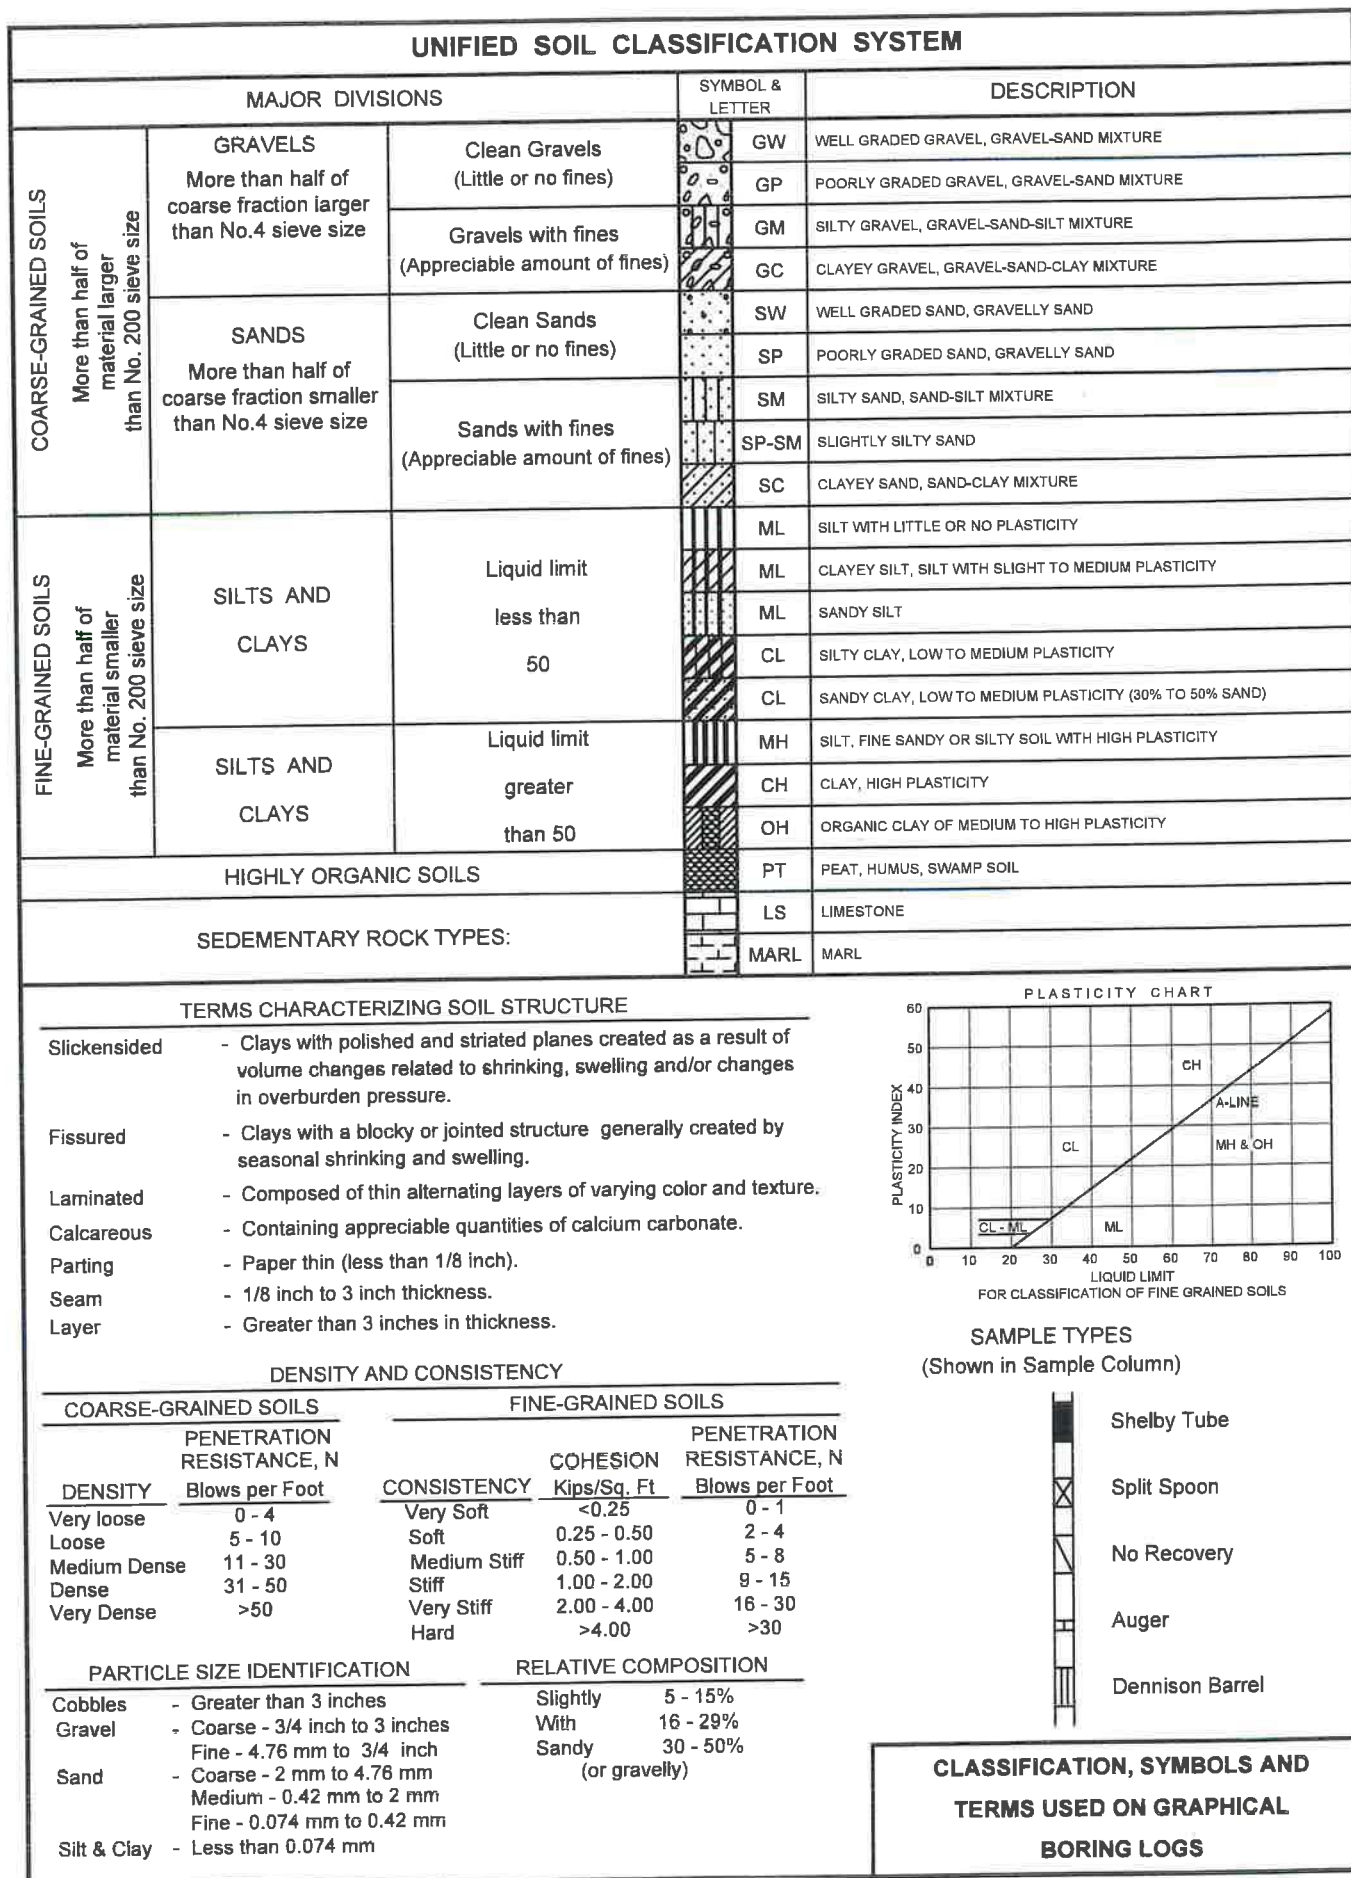 UNIFIED SOIL CLASSIFICATION SYSTEM
MAJOR DIVISIONS
SYMBOL &
LETTER
DESCRIPTION
COARSE-GRAINED SOILS
More than half of
material larger
than No. 200 sieve size
GRAVELS
More than half of
coarse fraction larger
than No.4 sieve size
Clean Gravels
(Little or no fines)
GW WELL GRADED GRAVEL, GRAVEL-SAND MIXTURE
GP POORLY GRADED GRAVEL, GRAVEL-SAND MIXTURE
Gravels with fines
(Appreciable amount of fines)
GM SILTY GRAVEL, GRAVEL-SAND-SILT MIXTURE
GC CLAYEY GRAVEL, GRAVEL-SAND-CLAY MIXTURE
SANDS
More than half of
coarse fraction smaller
than No.4 sieve size
Clean Sands
(Little or no fines)
SW WELL GRADED SAND, GRAVELLY SAND
SP POORLY GRADED SAND, GRAVELLY SAND
Sands with fines
(Appreciable amount of fines)
SM SILTY SAND, SAND-SILT MIXTURE
SP-SM SLIGHTLY SILTY SAND
SC CLAYEY SAND, SAND-CLAY MIXTURE
FINE-GRAINED SOILS
More than half of
material smaller
than No. 200 sieve size
SILTS AND
CLAYS
Liquid limit
less than
50
ML SILT WITH LITTLE OR NO PLASTICITY
ML CLAYEY SILT, SILT WITH SLIGHT TO MEDIUM PLASTICITY
ML SANDY SILT
CL SILTY CLAY, LOW TO MEDIUM PLASTICITY
CL SANDY CLAY, LOW TO MEDIUM PLASTICITY (30% TO 50% SAND)
SILTS AND
CLAYS
Liquid limit
greater
than 50
MH SILT, FINE SANDY OR SILTY SOIL WITH HIGH PLASTICITY
CH CLAY, HIGH PLASTICITY
OH ORGANIC CLAY OF MEDIUM TO HIGH PLASTICITY
HIGHLY ORGANIC SOILS
PT PEAT, HUMUS, SWAMP SOIL
SEDEMENTARY ROCK TYPES:
LS LIMESTONE
MARL MARL
TERMS CHARACTERIZING SOIL STRUCTURE
Slickensided - Clays with polished and striated planes created as a result of
volume changes related to shrinking, swelling and/or changes
in overburden pressure.
Fissured - Clays with a blocky or jointed structure generally created by
seasonal shrinking and swelling.
Laminated - Composed of thin alternating layers of varying color and texture.
Calcareous - Containing appreciable quantities of calcium carbonate.
Parting - Paper thin (less than 1/8 inch).
Seam - 1/8 inch to 3 inch thickness.
Layer - Greater than 3 inches in thickness.
PLASTICITY CHART
PLASTICITY INDEX
60
50
40
30
20
10
0
CH
A-LINE
CL
MH & OH
CL - ML
ML
0 10 20 30 40 50 60 70 80 90 100
LIQUID LIMIT
FOR CLASSIFICATION OF FINE GRAINED SOILS
DENSITY AND CONSISTENCY
COARSE-GRAINED SOILS
PENETRATION
RESISTANCE, N
DENSITY Blows per Foot
Very loose 0 - 4
Loose 5 - 10
Medium Dense 11 - 30
Dense 31 - 50
Very Dense >50
FINE-GRAINED SOILS
PENETRATION
COHESION RESISTANCE, N
CONSISTENCY Kips/Sq. Ft Blows per Foot
Very Soft <0.25 0 - 1
Soft 0.25 - 0.50 2 - 4
Medium Stiff 0.50 - 1.00 5 - 8
Stiff 1.00 - 2.00 9 - 15
Very Stiff 2.00 - 4.00 16 - 30
Hard >4.00 >30
SAMPLE TYPES
(Shown in Sample Column)
Shelby Tube
Split Spoon
No Recovery
Auger
Dennison Barrel
PARTICLE SIZE IDENTIFICATION
Cobbles - Greater than 3 inches
Gravel - Coarse - 3/4 inch to 3 inches
Fine - 4.76 mm to 3/4 inch
Sand - Coarse - 2 mm to 4.76 mm
Medium - 0.42 mm to 2 mm
Fine - 0.074 mm to 0.42 mm
Silt & Clay - Less than 0.074 mm
RELATIVE COMPOSITION
Slightly 5 - 15%
With 16 - 29%
Sandy 30 - 50%
(or gravelly)
CLASSIFICATION, SYMBOLS AND
TERMS USED ON GRAPHICAL
BORING LOGS